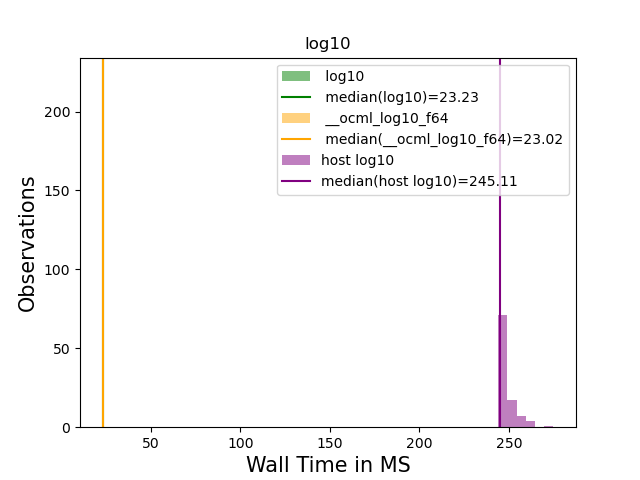 log10
log10
median(log10)=23.23
__ocml_log10_f64
median(__ocml_log10_f64)=23.02
host log10
median(host log10)=245.11
Observations
200
150
100
50
0
50
100
150
200
250
Wall Time in MS